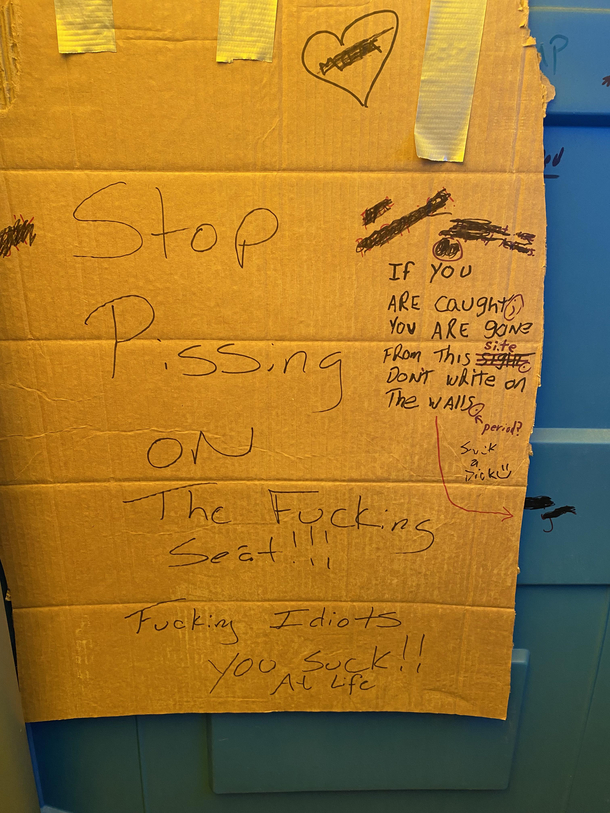 Stop
Pissing
ON
The Fucking
Seat!!!
Fucking Idiots
You Suck!!
At Life
If you
ARE caught,
You ARE gone
From This site
DONT write on
The wALLS.
period?
Suck
a
Dick